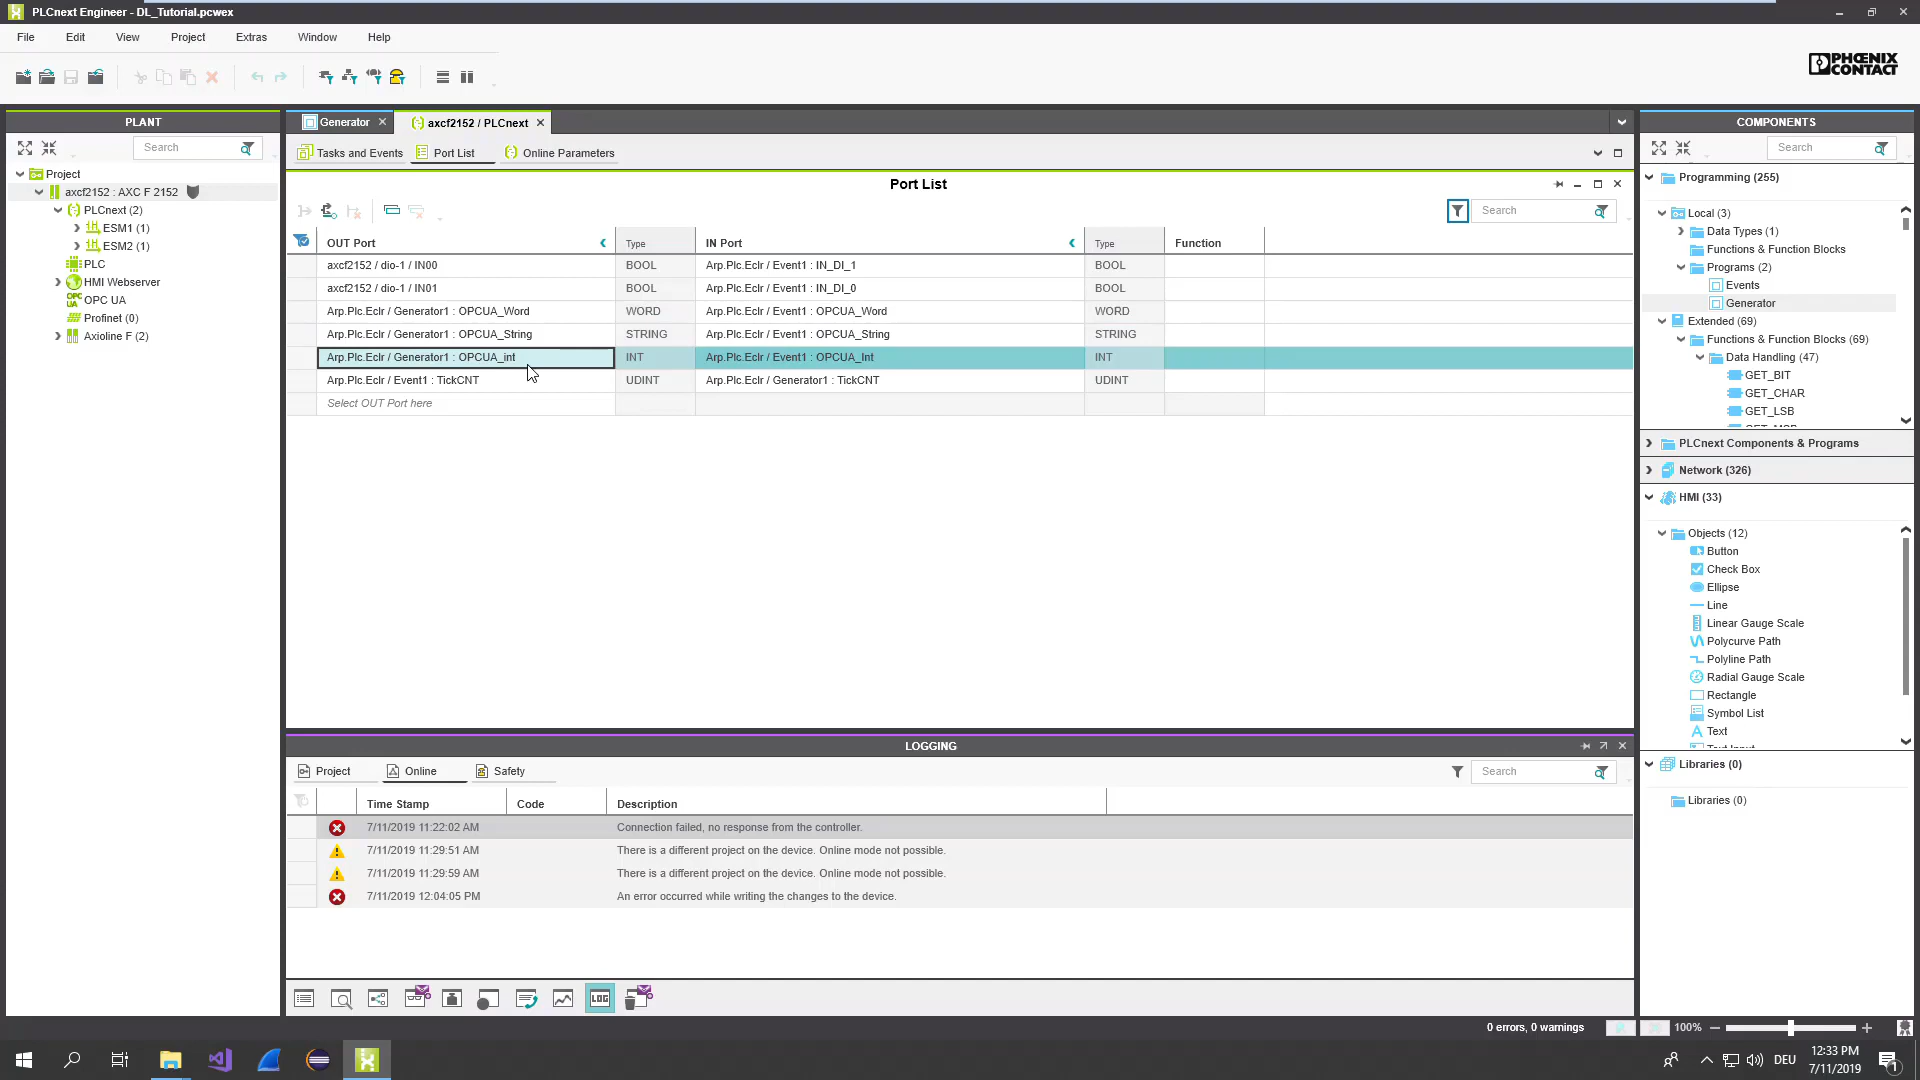 PLCnext Engineer - DL_Tutorial.pcwex
File Edit View Project Extras Window Help
PHŒNIX CONTACT
PLANT
Search
Project
axcf2152 : AXC F 2152
PLCnext (2)
ESM1 (1)
ESM2 (1)
PLC
HMI Webserver
OPC UA
Profinet (0)
Axioline F (2)
Generator
axcf2152 / PLCnext
Tasks and Events Port List Online Parameters
Port List
Search
OUT Port Type IN Port Type Function
axcf2152 / dio-1 / IN00 BOOL Arp.Plc.Eclr / Event1 : IN_DI_1 BOOL
axcf2152 / dio-1 / IN01 BOOL Arp.Plc.Eclr / Event1 : IN_DI_0 BOOL
Arp.Plc.Eclr / Generator1 : OPCUA_Word WORD Arp.Plc.Eclr / Event1 : OPCUA_Word WORD
Arp.Plc.Eclr / Generator1 : OPCUA_String STRING Arp.Plc.Eclr / Event1 : OPCUA_String STRING
Arp.Plc.Eclr / Generator1 : OPCUA_int INT Arp.Plc.Eclr / Event1 : OPCUA_Int INT
Arp.Plc.Eclr / Event1 : TickCNT UDINT Arp.Plc.Eclr / Generator1 : TickCNT UDINT
Select OUT Port here
LOGGING
Project Online Safety
Search
Time Stamp Code Description
7/11/2019 11:22:02 AM Connection failed, no response from the controller.
7/11/2019 11:29:51 AM There is a different project on the device. Online mode not possible.
7/11/2019 11:29:59 AM There is a different project on the device. Online mode not possible.
7/11/2019 12:04:05 PM An error occurred while writing the changes to the device.
LOG
COMPONENTS
Search
Programming (255)
Local (3)
Data Types (1)
Functions & Function Blocks
Programs (2)
Events
Generator
Extended (69)
Functions & Function Blocks (69)
Data Handling (47)
GET_BIT
GET_CHAR
GET_LSB
PLCnext Components & Programs
Network (326)
HMI (33)
Objects (12)
Button
Check Box
Ellipse
Line
Linear Gauge Scale
Polycurve Path
Polyline Path
Radial Gauge Scale
Rectangle
Symbol List
Text
Libraries (0)
Libraries (0)
0 errors, 0 warnings
100%
DEU
12:33 PM
7/11/2019
1